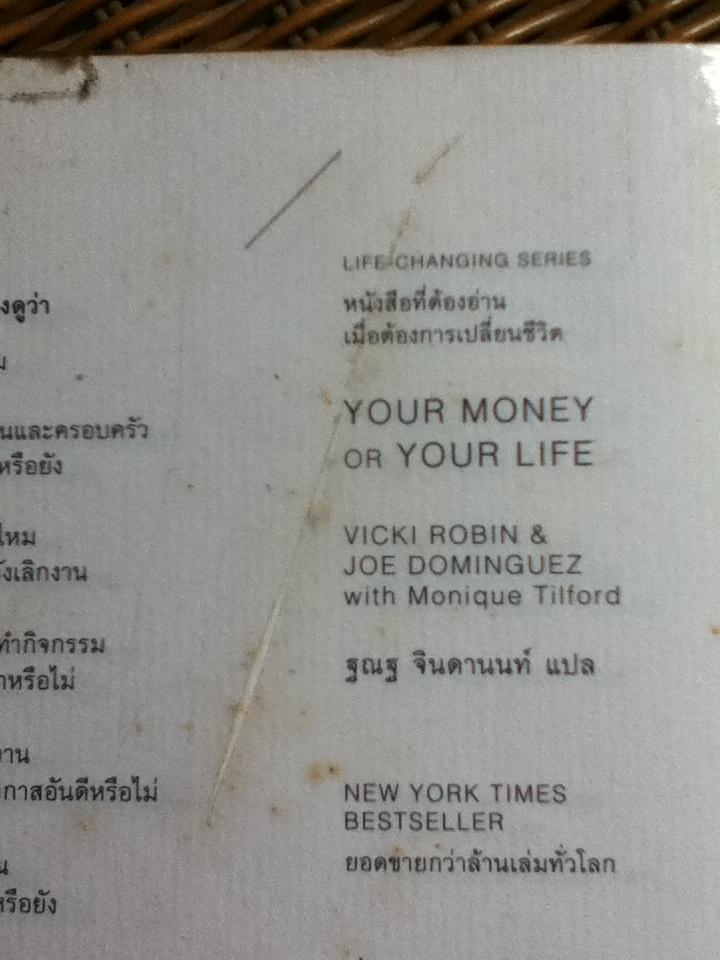 งดูว่า
ม
นและครอบครัว
หรือยัง
ไหม
ังเลิกงาน
ทำกิจกรรม
าหรือไม่
งาน
กาสอันดีหรือไม่
น
หรือยัง
LIFE-CHANGING SERIES
หนังสือที่ต้องอ่าน
เมื่อต้องการเปลี่ยนชีวิต
YOUR MONEY
OR YOUR LIFE
VICKI ROBIN &
JOE DOMINGUEZ
with Monique Tilford
ฐณฐ จินดานนท์ แปล
NEW YORK TIMES
BESTSELLER
ยอดขายกว่าล้านเล่มทั่วโลก